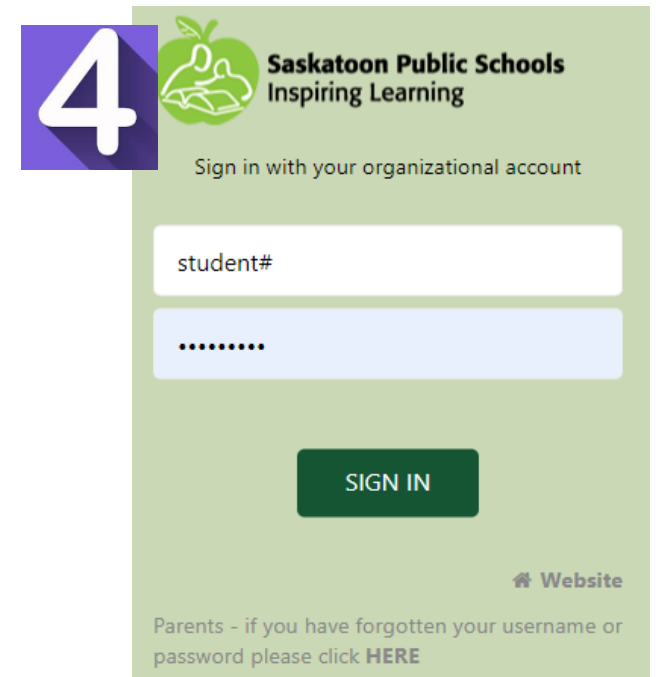 4
Saskatoon Public Schools
Inspiring Learning
Sign in with your organizational account
student#
•••••••••
SIGN IN
Website
Parents - if you have forgotten your username or
password please click HERE